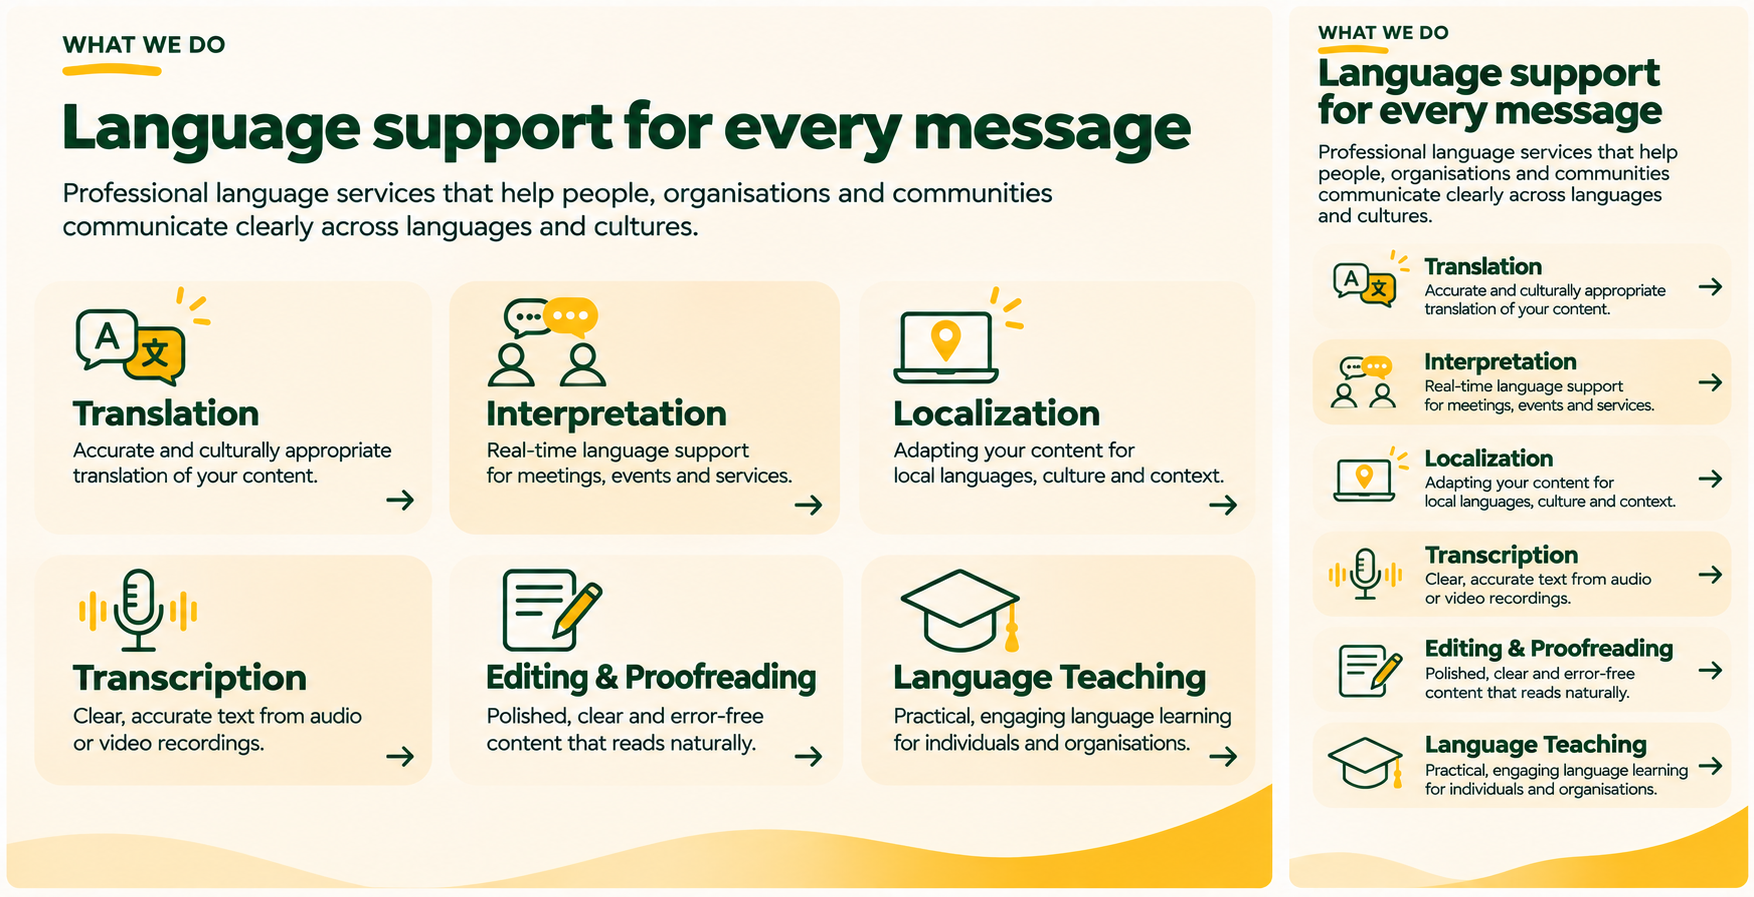 WHAT WE DO
Language support for every message
Professional language services that help people, organisations and communities
communicate clearly across languages and cultures.
A 文
Translation
Accurate and culturally appropriate
translation of your content.
Interpretation
Real-time language support
for meetings, events and services.
Localization
Adapting your content for
local languages, culture and context.
Transcription
Clear, accurate text from audio
or video recordings.
Editing & Proofreading
Polished, clear and error-free
content that reads naturally.
Language Teaching
Practical, engaging language learning
for individuals and organisations.
WHAT WE DO
Language support
for every message
Professional language services that help
people, organisations and communities
communicate clearly across languages
and cultures.
A 文
Translation
Accurate and culturally appropriate
translation of your content.
Interpretation
Real-time language support
for meetings, events and services.
Localization
Adapting your content for
local languages, culture and context.
Transcription
Clear, accurate text from audio
or video recordings.
Editing & Proofreading
Polished, clear and error-free
content that reads naturally.
Language Teaching
Practical, engaging language learning
for individuals and organisations.